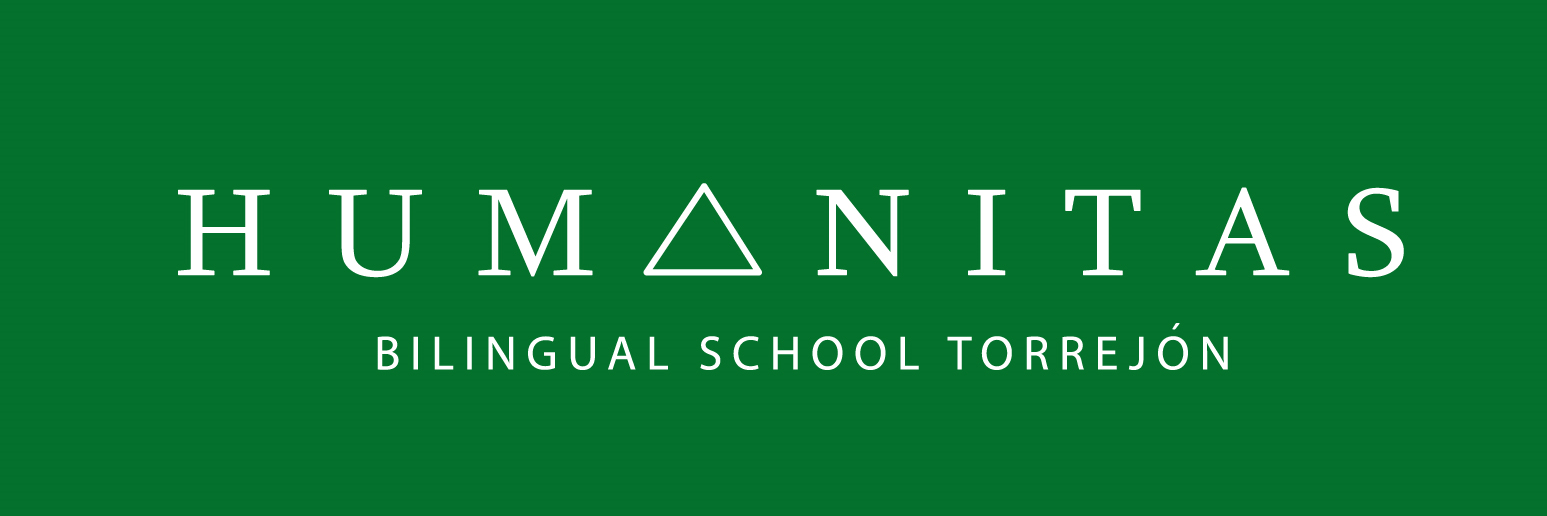 HUMANITAS
BILINGUAL SCHOOL TORREJÓN